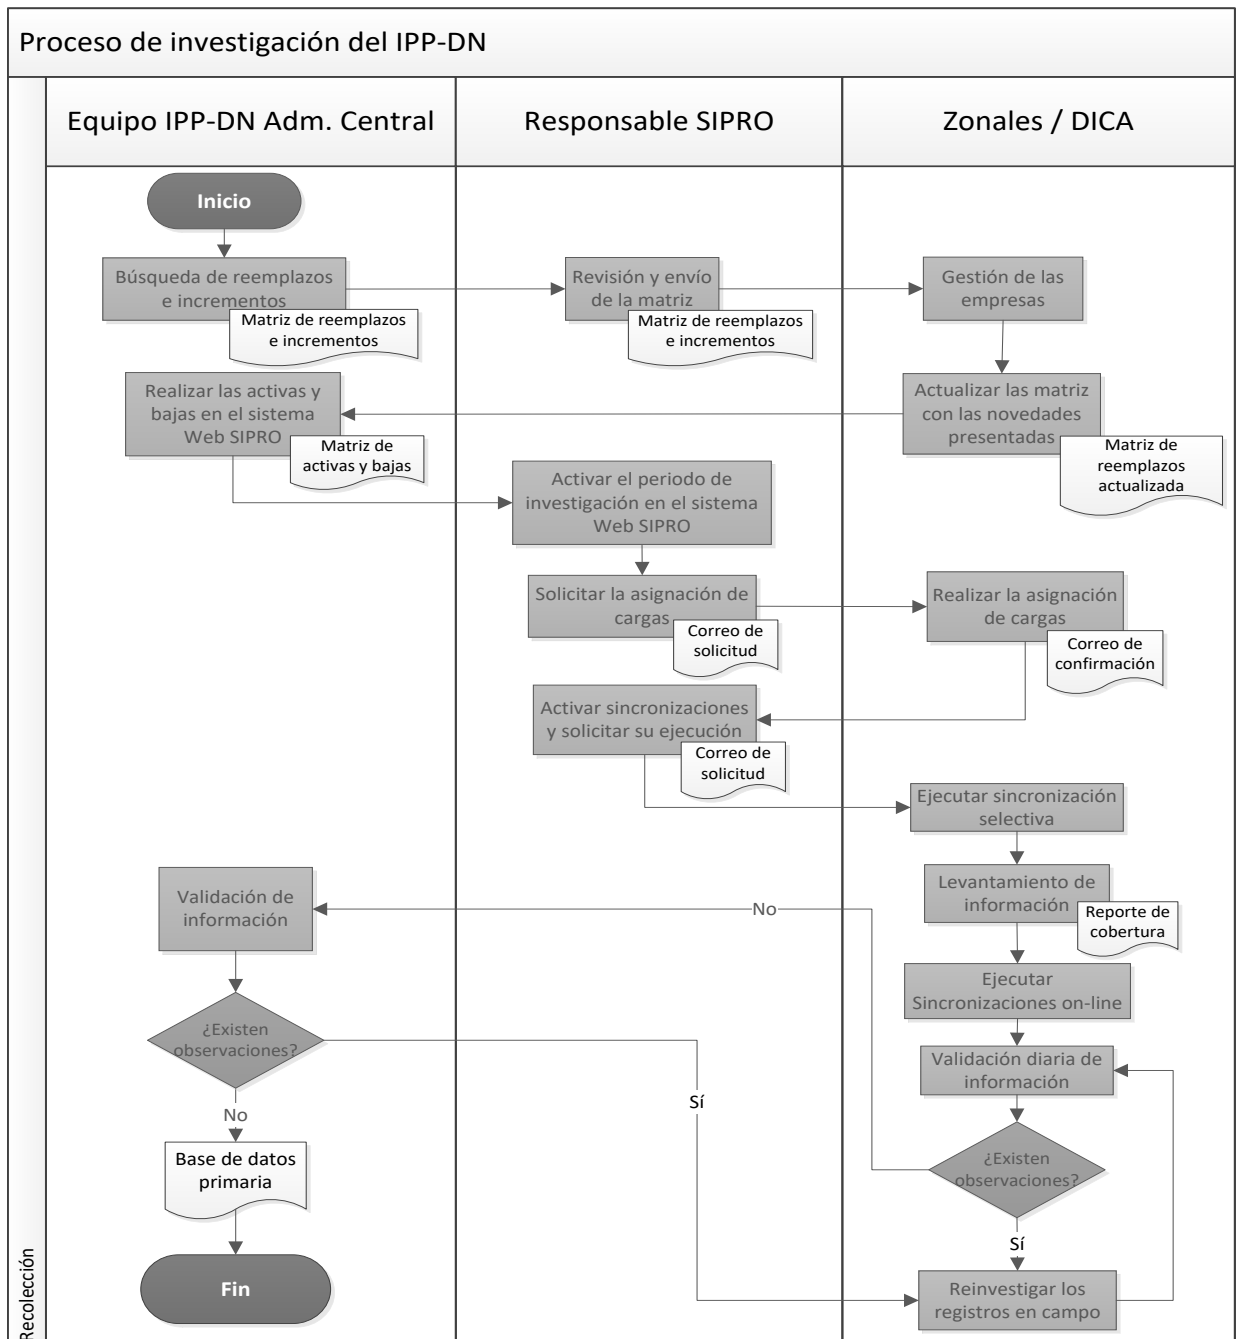 Proceso de investigación del IPP-DN
Equipo IPP-DN Adm. Central
Responsable SIPRO
Zonales / DICA
Inicio
Búsqueda de reemplazos
e incrementos
Matriz de reemplazos
e incrementos
Revisión y envío
de la matriz
Matriz de reemplazos
e incrementos
Gestión de las
empresas
Realizar las activas y
bajas en el sistema
Web SIPRO
Matriz de
activas y bajas
Actualizar las matriz
con las novedades
presentadas
Matriz de
reemplazos
actualizada
Activar el periodo de
investigación en el sistema
Web SIPRO
Solicitar la asignación de
cargas
Correo de
solicitud
Realizar la asignación
de cargas
Correo de
confirmación
Activar sincronizaciones
y solicitar su ejecución
Correo de
solicitud
Ejecutar sincronización
selectiva
Levantamiento de
información
Reporte de
cobertura
Validación de
información
No
Ejecutar
Sincronizaciones on-line
¿Existen
observaciones?
Validación diaria de
información
Sí
No
¿Existen
observaciones?
Base de datos
primaria
Sí
Fin
Reinvestigar los
registros en campo
Recolección